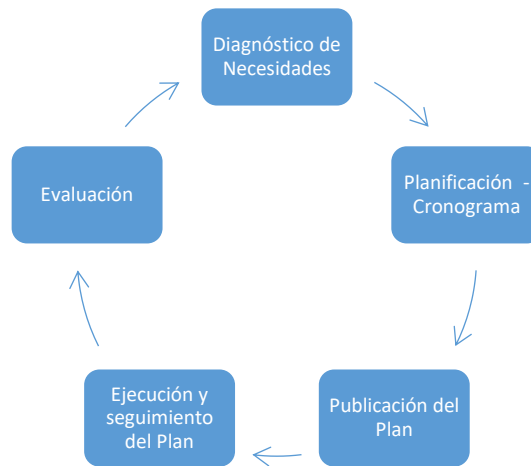 Diagnóstico de
Necesidades
Planificación -
Cronograma
Publicación del
Plan
Ejecución y
seguimiento
del Plan
Evaluación